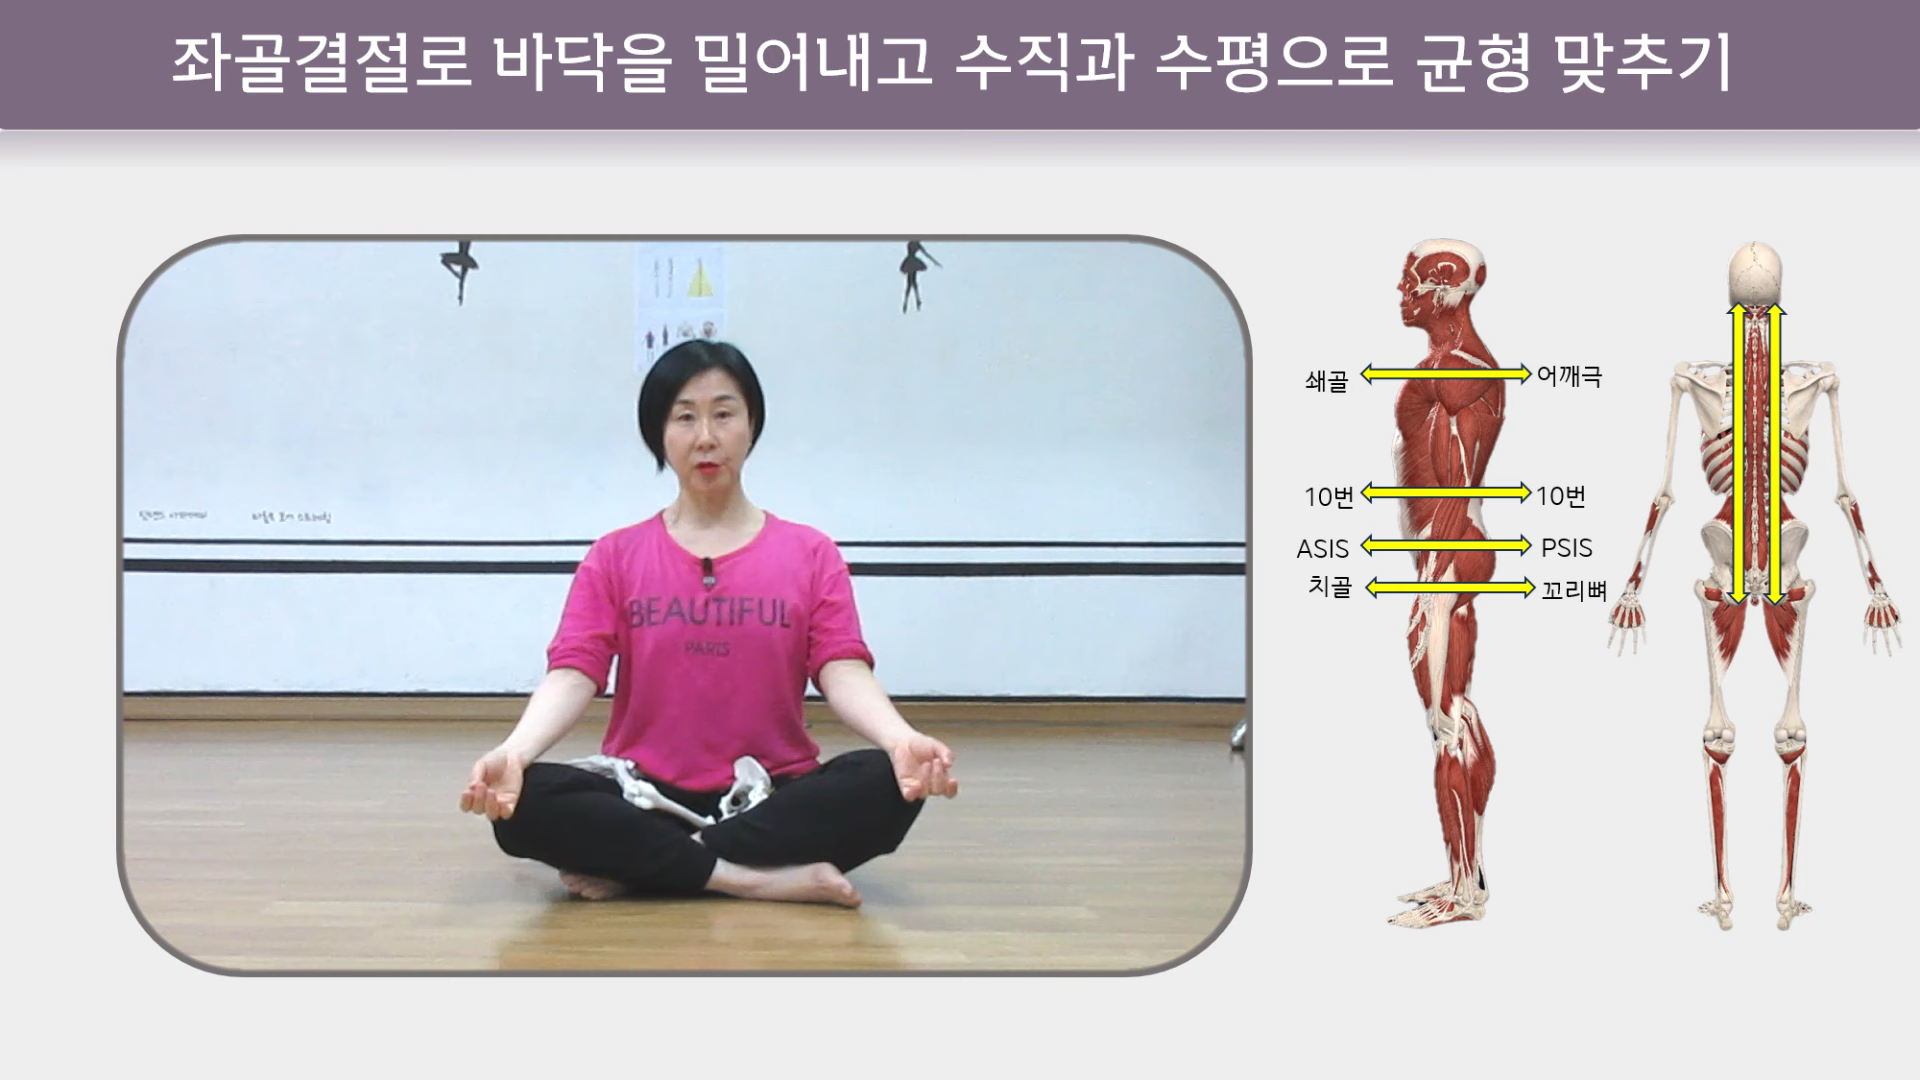 좌골결절로 바닥을 밀어내고 수직과 수평으로 균형 맞추기
쇄골
어깨극
10번
10번
ASIS
PSIS
치골
꼬리뼈
BEAUTIFUL
PARIS